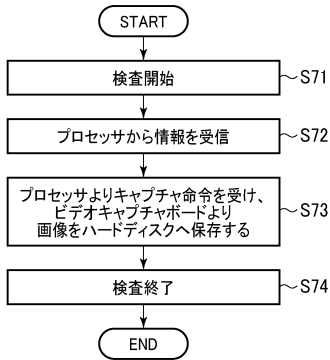 START
検査開始
～S71
プロセッサから情報を受信
～S72
プロセッサよりキャプチャ命令を受け、
ビデオキャプチャボードより
画像をハードディスクへ保存する
～S73
検査終了
～S74
END